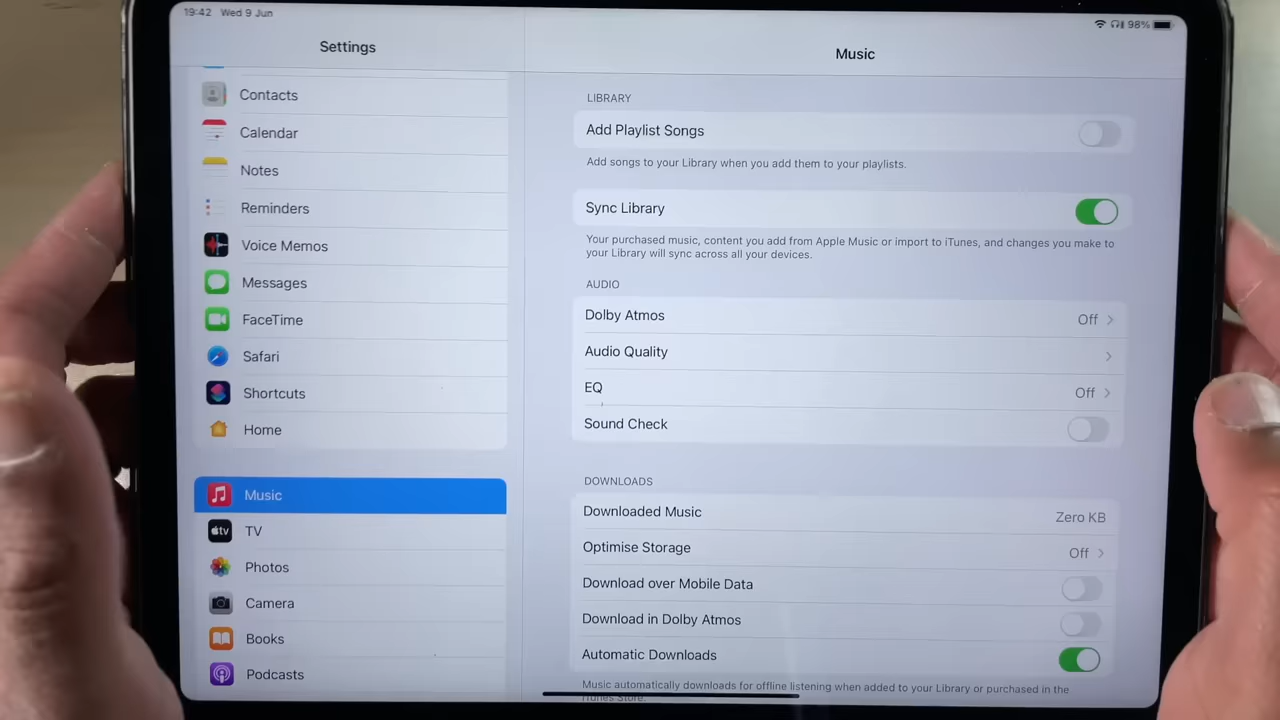 19:42 Wed 9 Jun
98%
Settings
Contacts
Calendar
Notes
Reminders
Voice Memos
Messages
FaceTime
Safari
Shortcuts
Home
Music
tv TV
Photos
Camera
Books
Podcasts
Music
LIBRARY
Add Playlist Songs
Add songs to your Library when you add them to your playlists.
Sync Library
Your purchased music, content you add from Apple Music or import to iTunes, and changes you make to
your Library will sync across all your devices.
AUDIO
Dolby Atmos Off
Audio Quality
EQ Off
Sound Check
DOWNLOADS
Downloaded Music Zero KB
Optimise Storage Off
Download over Mobile Data
Download in Dolby Atmos
Automatic Downloads
Music automatically downloads for offline listening when added to your Library or purchased in the
iTunes Store.